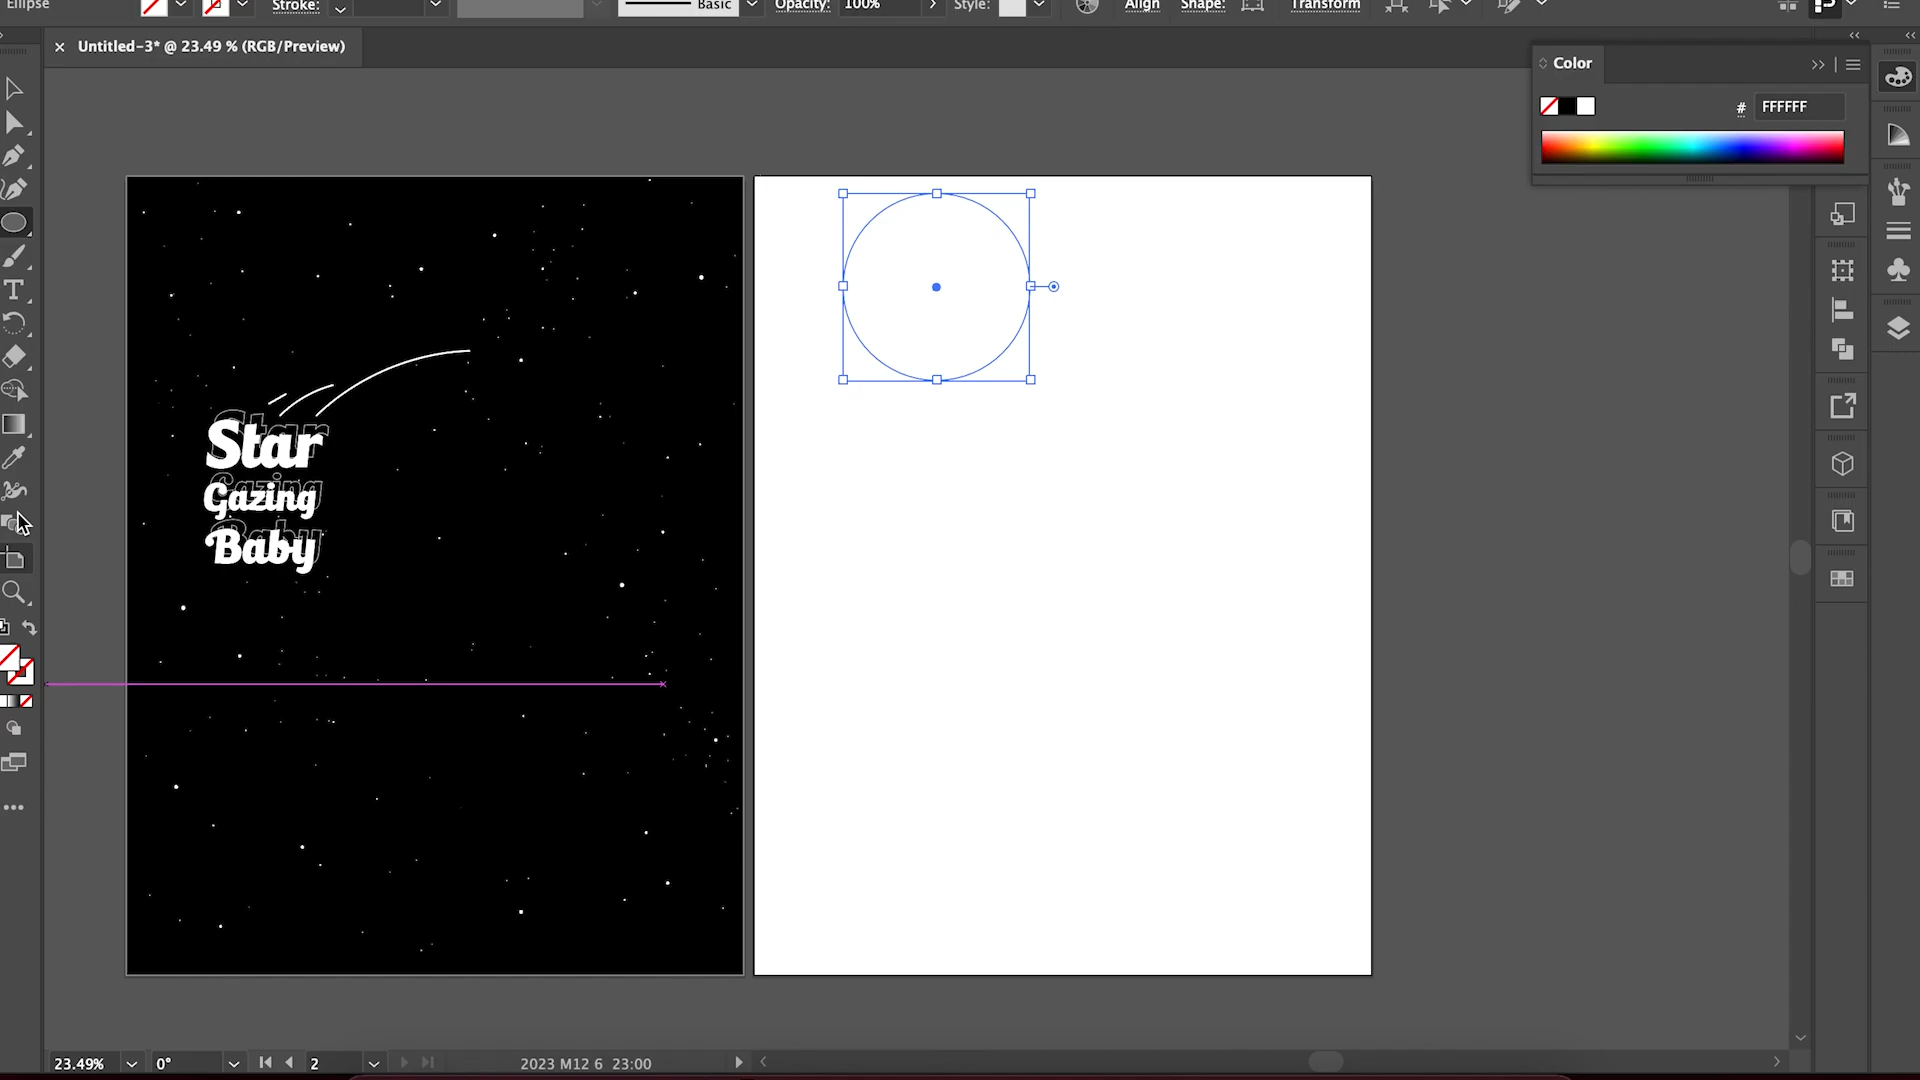 Ellipse
Stroke:
Basic
Opacity:
100%
Style:
Align
Shape:
Transform
Untitled-3* @ 23.49 % (RGB/Preview)
Color
# FFFFFF
Star
Gazing
Baby
23.49%
0°
2
2023 M12 6 23:00